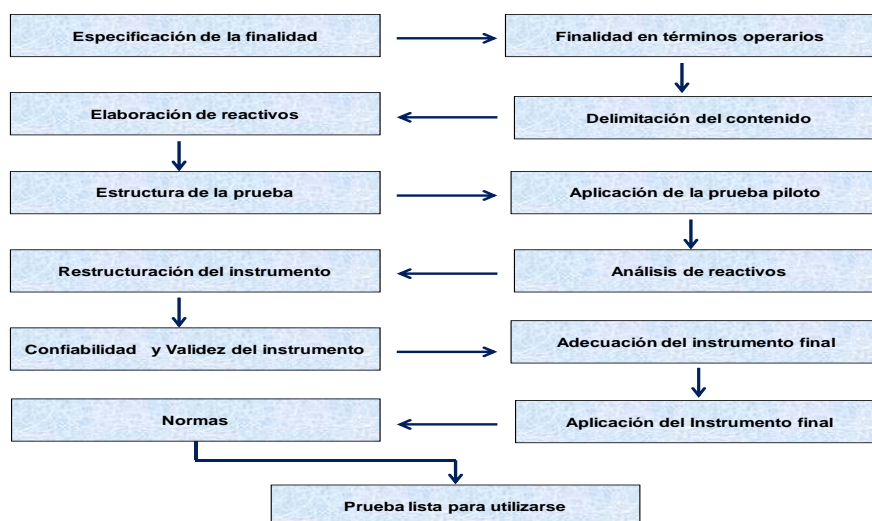 Especificación de la finalidad
Finalidad en términos operarios
Elaboración de reactivos
Delimitación del contenido
Estructura de la prueba
Aplicación de la prueba piloto
Restructuración del instrumento
Análisis de reactivos
Confiabilidad y Validez del instrumento
Adecuación del instrumento final
Normas
Aplicación del Instrumento final
Prueba lista para utilizarse